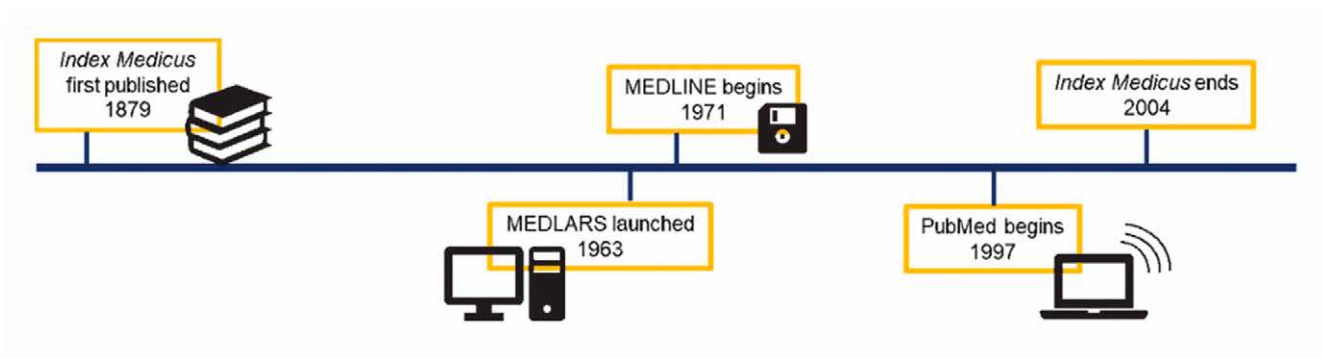 Index Medicus
first published
1879
MEDLARS launched
1963
MEDLINE begins
1971
PubMed begins
1997
Index Medicus ends
2004